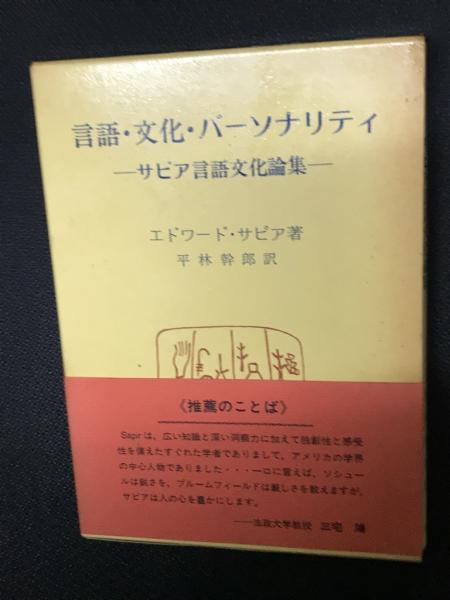 言語・文化・パーソナリティ
―サピア言語文化論集―
エドワード・サピア著
平林幹郎訳
《推薦のことば》
Sapir は、広い知識と深い洞察力に加えて独創性と感受
性を備えたすぐれた学者でありまして、アメリカの学界
の中心人物でありました・・・一口に言えば、ソシュー
ルは鋭さを、ブルームフィールドは厳しさを教えますが、
サピアは人の心を豊かにします。
――法政大学教授 三宅 鴻